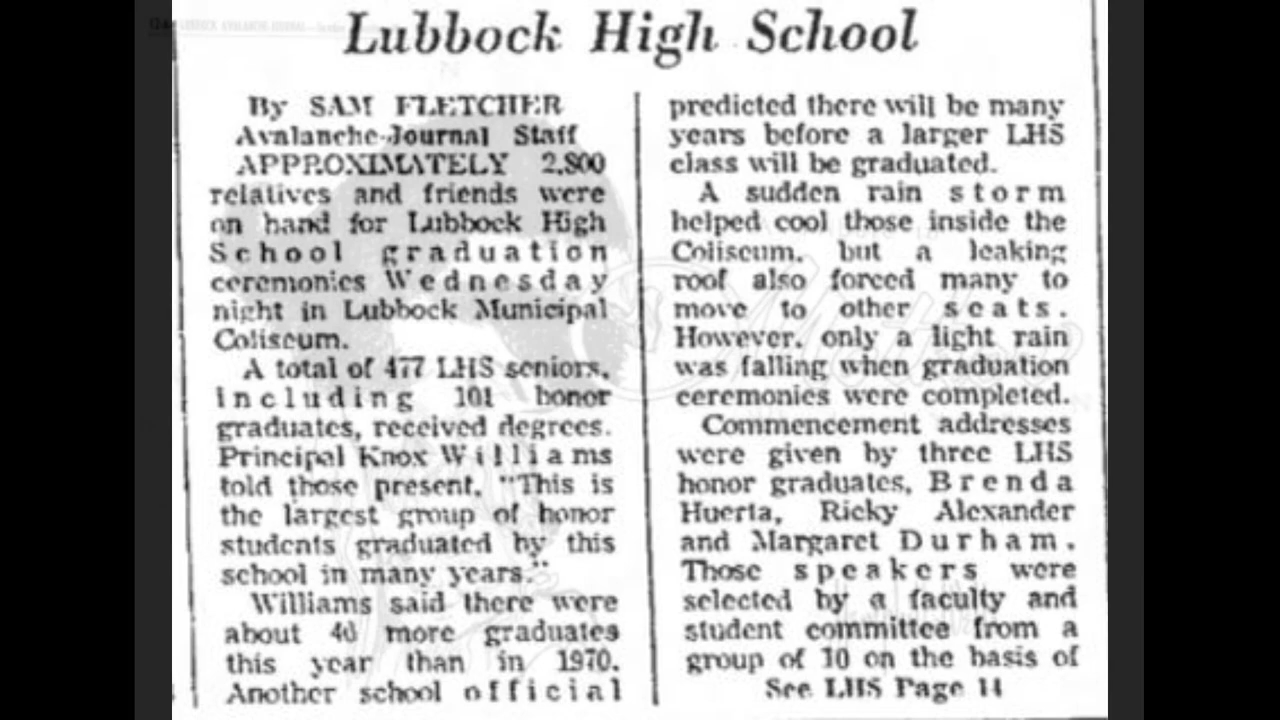 Lubbock High School
By SAM FLETCHER
Avalanche-Journal Staff
APPROXIMATELY 2,800
relatives and friends were
on hand for Lubbock High
School graduation
ceremonies Wednesday
night in Lubbock Municipal
Coliseum.
A total of 477 LHS seniors,
including 101 honor
graduates, received degrees.
Principal Knox Williams
told those present, "This is
the largest group of honor
students graduated by this
school in many years."
Williams said there were
about 40 more graduates
this year than in 1970.
Another school official
predicted there will be many
years before a larger LHS
class will be graduated.
A sudden rain storm
helped cool those inside the
Coliseum, but a leaking
roof also forced many to
move to other seats.
However, only a light rain
was falling when graduation
ceremonies were completed.
Commencement addresses
were given by three LHS
honor graduates, Brenda
Huerta, Ricky Alexander
and Margaret Durham.
Those speakers were
selected by a faculty and
student committee from a
group of 10 on the basis of
See LHS Page 14